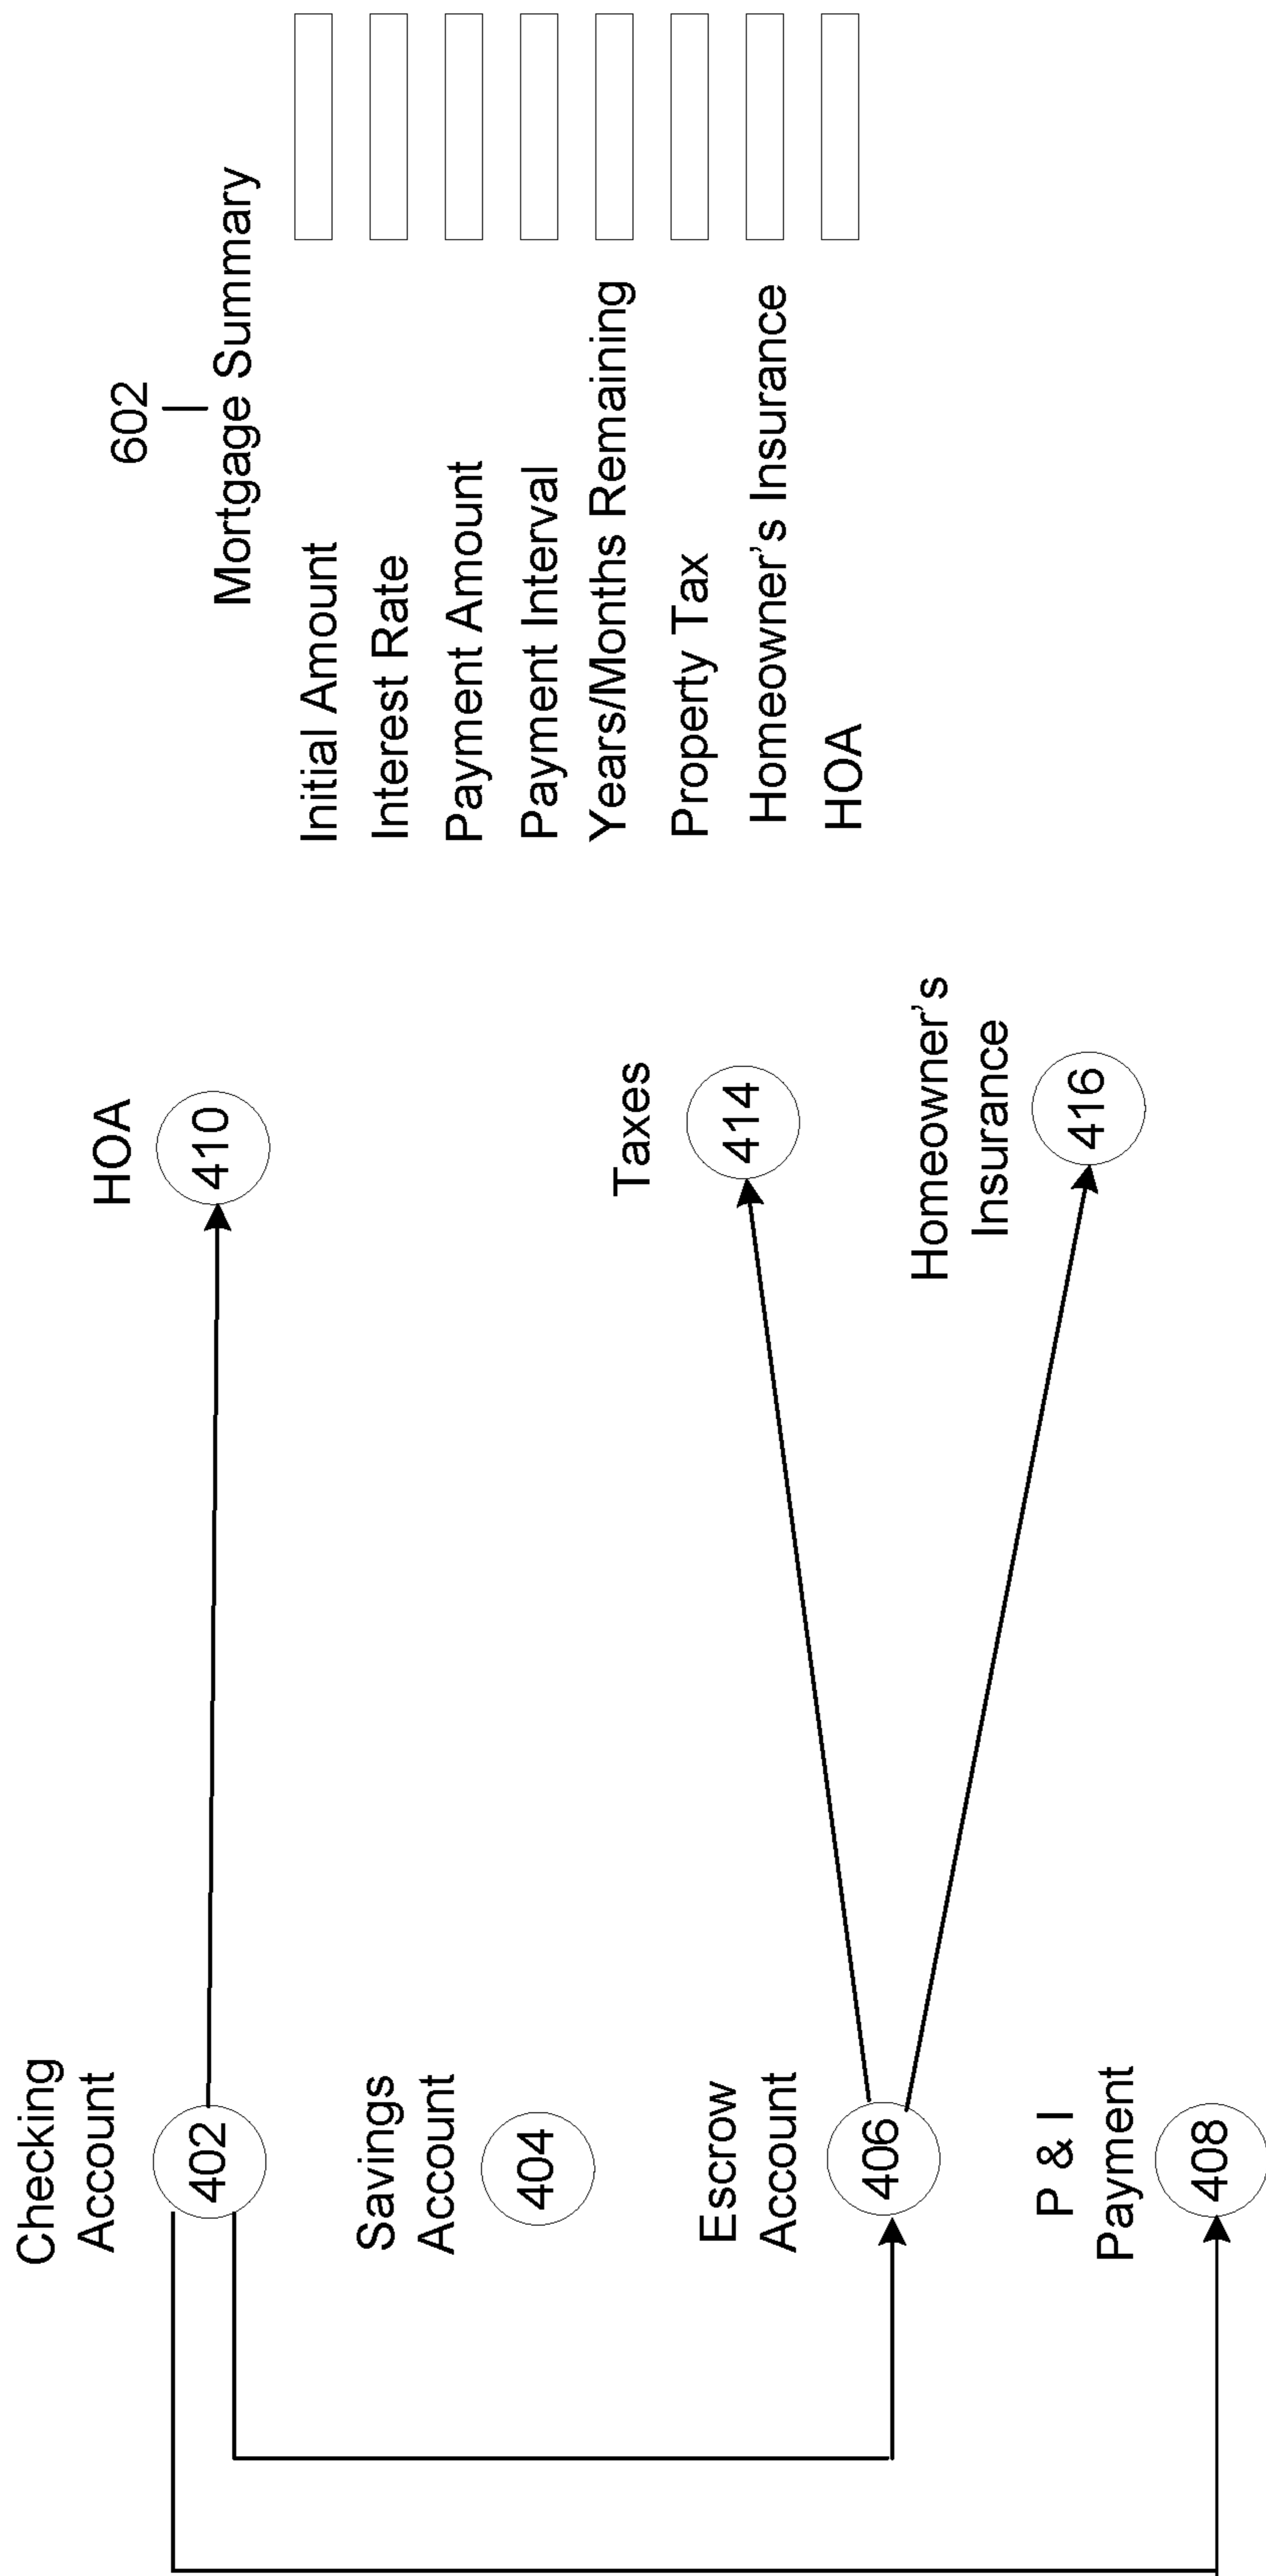 Checking
Account
402
Savings
Account
404
Escrow
Account
406
P & I
Payment
408
HOA
410
Taxes
414
Homeowner's
Insurance
416
602
Mortgage Summary
Initial Amount
Interest Rate
Payment Amount
Payment Interval
Years/Months Remaining
Property Tax
Homeowner's Insurance
HOA